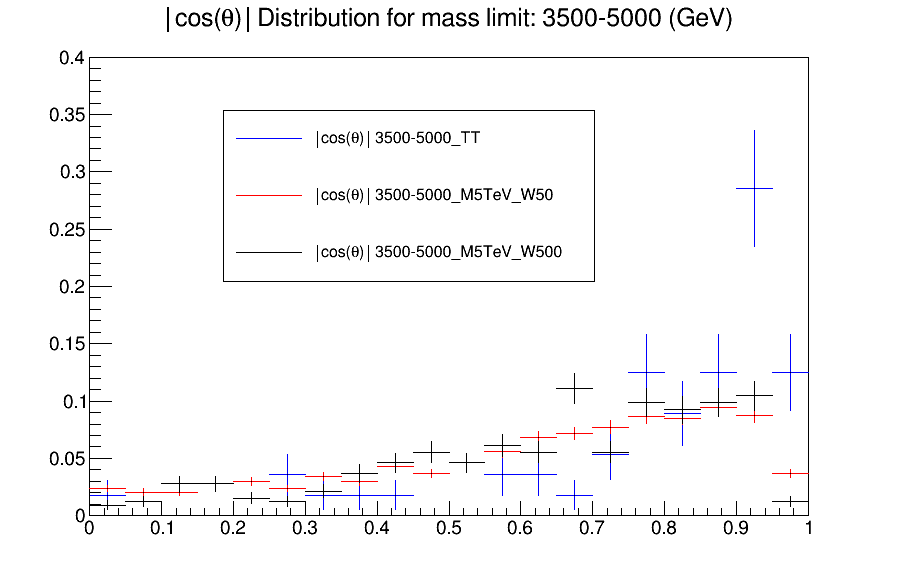 |cos(θ)| Distribution for mass limit: 3500-5000 (GeV)
0.4
0.35
0.3
0.25
0.2
0.15
0.1
0.05
0
|cos(θ)| 3500-5000_TT
|cos(θ)| 3500-5000_M5TeV_W50
|cos(θ)| 3500-5000_M5TeV_W500
0 0.1 0.2 0.3 0.4 0.5 0.6 0.7 0.8 0.9 1